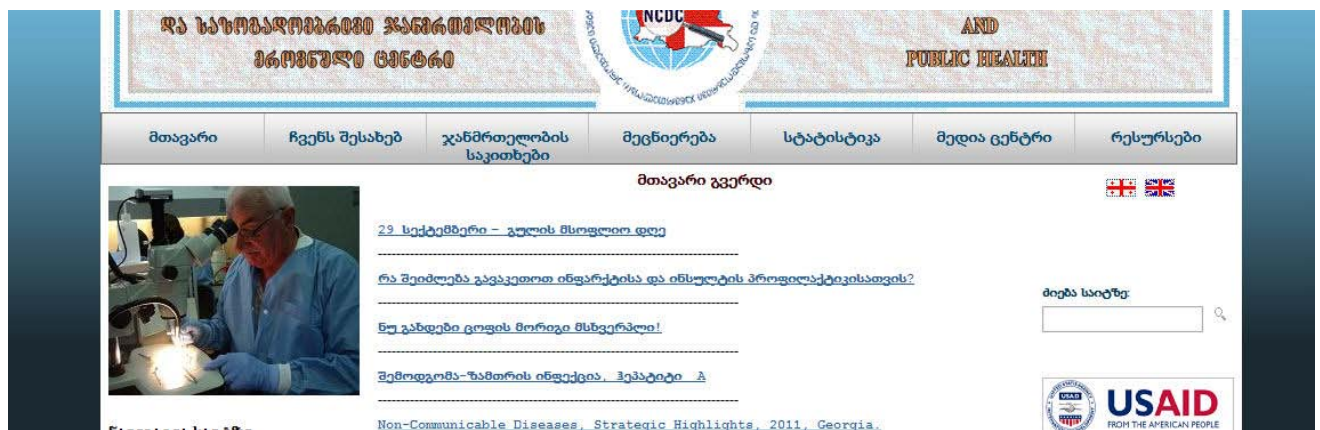 და საზოგადოებრივი ჯანმრთელობის
ეროვნული ცენტრი
NCDC
AND
PUBLIC HEALTH
მთავარი
ჩვენს შესახებ
ჯანმრთელობის
საკითხები
მეცნიერება
სტატისტიკა
მედია ცენტრი
რესურსები
მთავარი გვერდი
29 სექტემბერი - გულის მსოფლიო დღე
რა შეიძლება გავაკეთოთ ინფარქტისა და ინსულტის პროფილაქტიკისათვის?
ნუ გახდები ცოფის მორიგი მსხვერპლი!
შემოდგომა-ზამთრის ინფექცია, ჰეპატიტი A
Non-Communicable Diseases, Strategic Highlights, 2011, Georgia.
ძიება საიტზე:
USAID
USAID
FROM THE AMERICAN PEOPLE